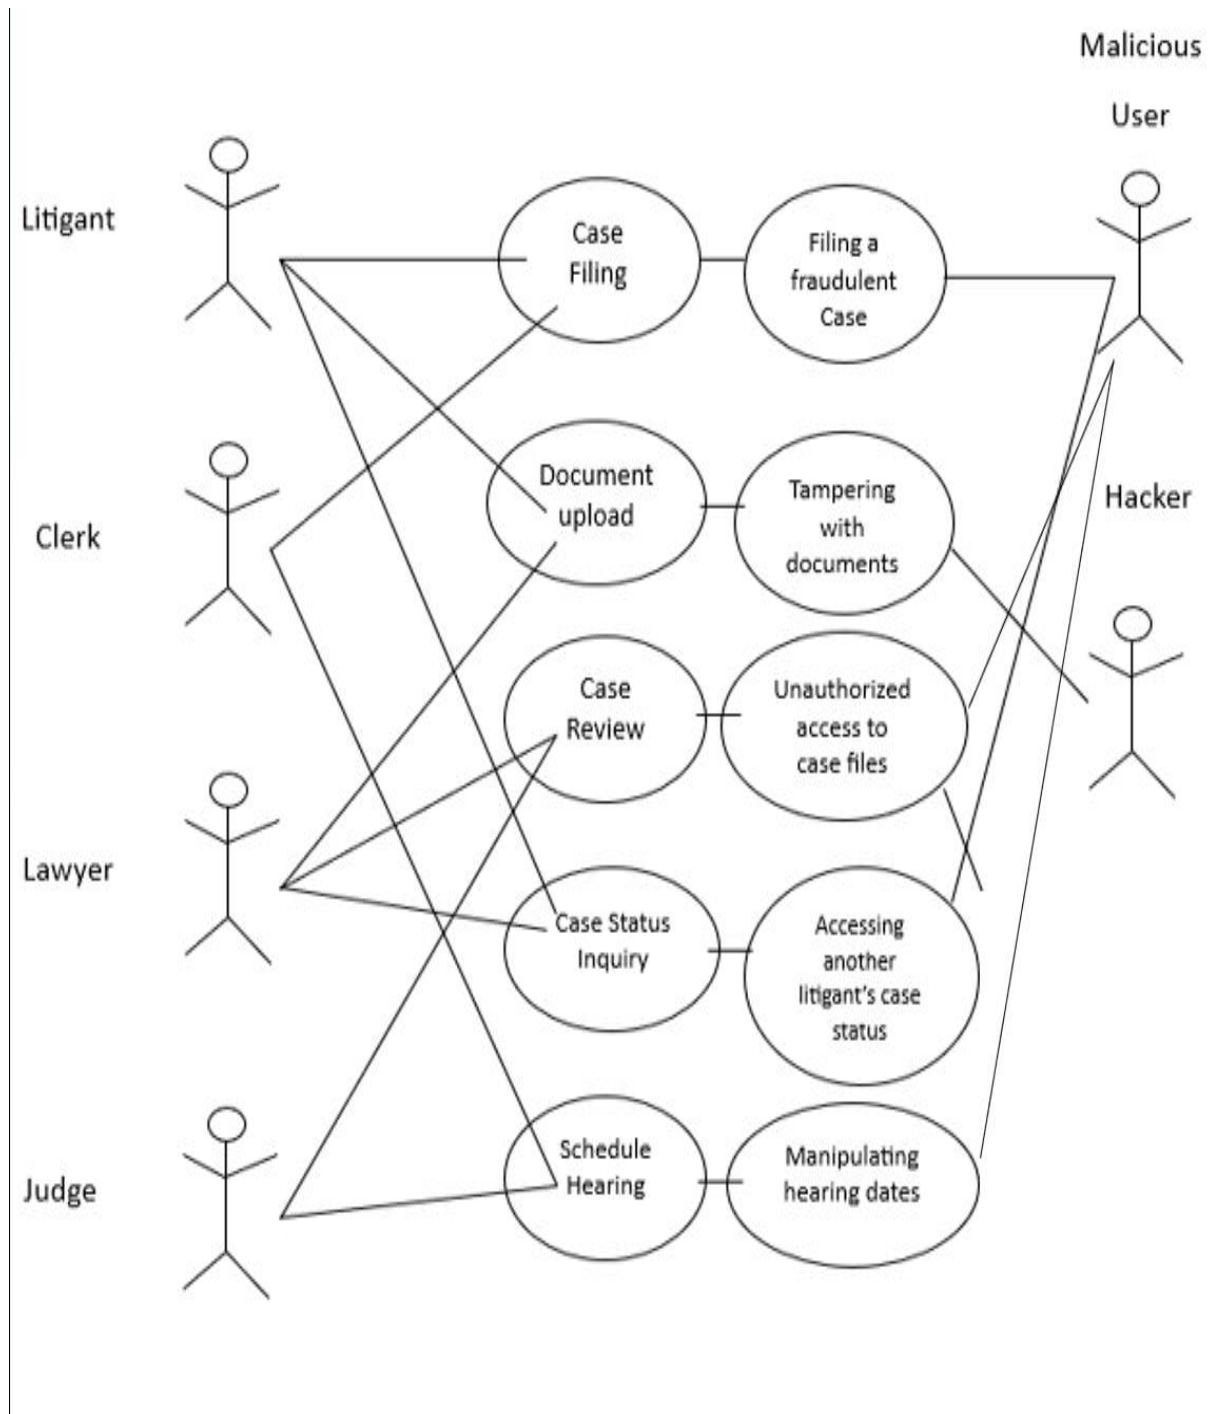 Malicious
User
Litigant
Case
Filing
Filing a
fraudulent
Case
Clerk
Document
upload
Tampering
with
documents
Hacker
Lawyer
Case
Review
Unauthorized
access to
case files
Case Status
Inquiry
Accessing
another
litigant's case
status
Judge
Schedule
Hearing
Manipulating
hearing dates